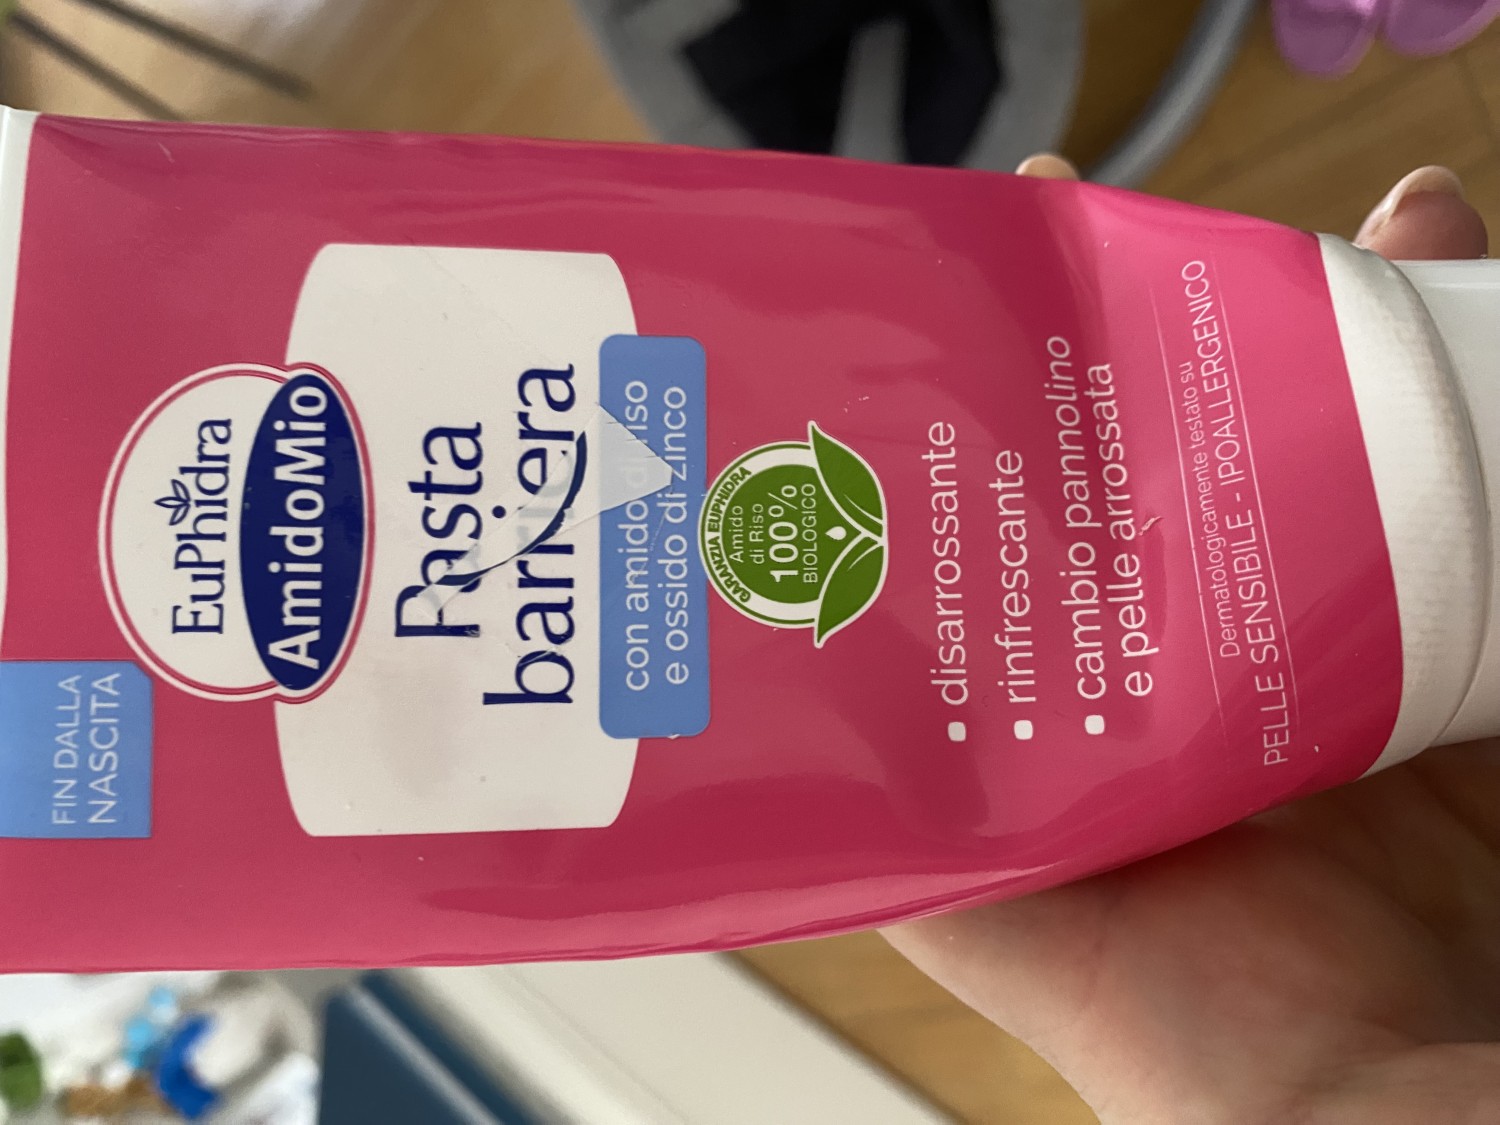 FIN DALLA
NASCITA
EuPhidra
AmidoMio
Pasta
barriera
con amido di riso
e ossido di zinco
GARANZIA EUPHIDRA
Amido
di Riso
100%
BIOLOGICO
▪ disarrossante
▪ rinfrescante
▪ cambio pannolino
e pelle arrossata
Dermatologicamente testato su
PELLE SENSIBILE - IPOALLERGENICO